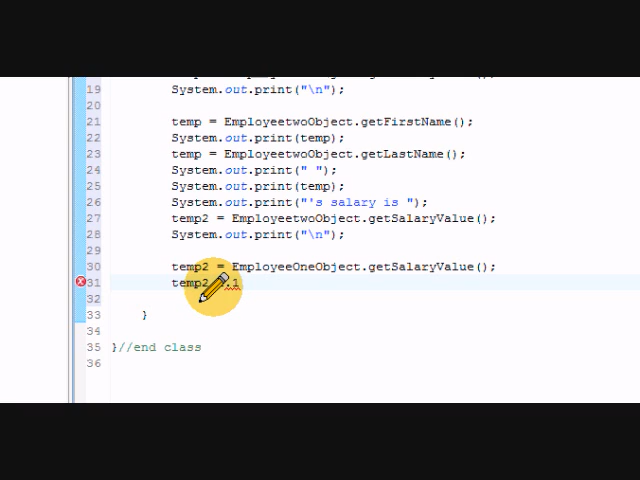 19 System.out.print("\n");
20
21 temp = EmployeetwoObject.getFirstName();
22 System.out.print(temp);
23 temp = EmployeetwoObject.getLastName();
24 System.out.print(" ");
25 System.out.print(temp);
26 System.out.print("'s salary is ");
27 temp2 = EmployeetwoObject.getSalaryValue();
28 System.out.print("\n");
29
30 temp2 = EmployeeOneObject.getSalaryValue();
31 temp2 .1
32
33 }
34
35 }//end class
36